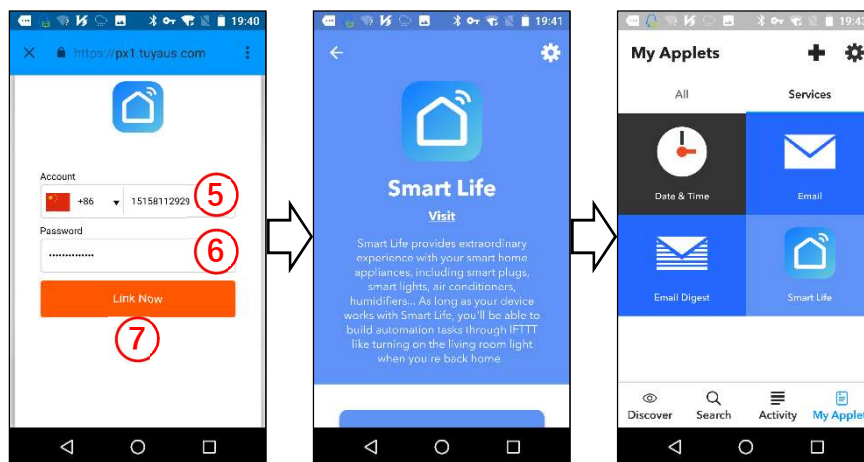 19:40
https://px1.tuyaus.com
Account
+86 15158112929
⑤
Password
⑥
Link Now
⑦
19:41
Smart Life
Visit
Smart Life provides extraordinary
experience with your smart home
appliances, including smart plugs,
smart lights, air conditioners,
humidifiers... As long as your device
works with Smart Life, you'll be able to
build automation tasks through IFTTT
like turning on the living room light
when you re back home.
19:43
My Applets
All Services
Date & Time Email
Email Digest Smart Life
Discover Search Activity My Applet